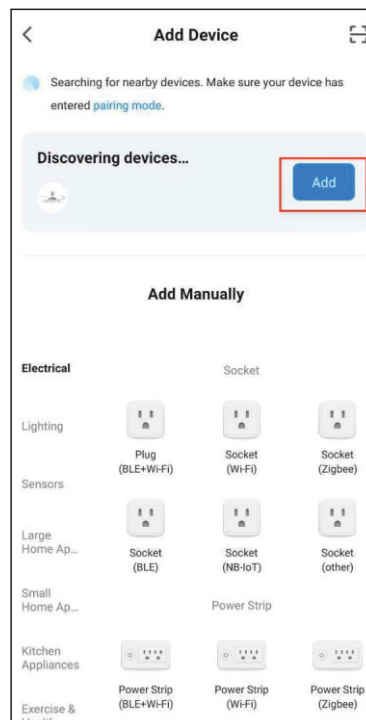 Add Device
Searching for nearby devices. Make sure your device has
entered pairing mode.
Discovering devices...
Add
Add Manually
Electrical
Socket
Lighting
Plug
(BLE+Wi-Fi)
Socket
(Wi-Fi)
Socket
(Zigbee)
Sensors
Large
Home Ap...
Socket
(BLE)
Socket
(NB-IoT)
Socket
(other)
Small
Home Ap...
Power Strip
Kitchen
Appliances
Power Strip
(BLE+Wi-Fi)
Power Strip
(Wi-Fi)
Power Strip
(Zigbee)
Exercise &